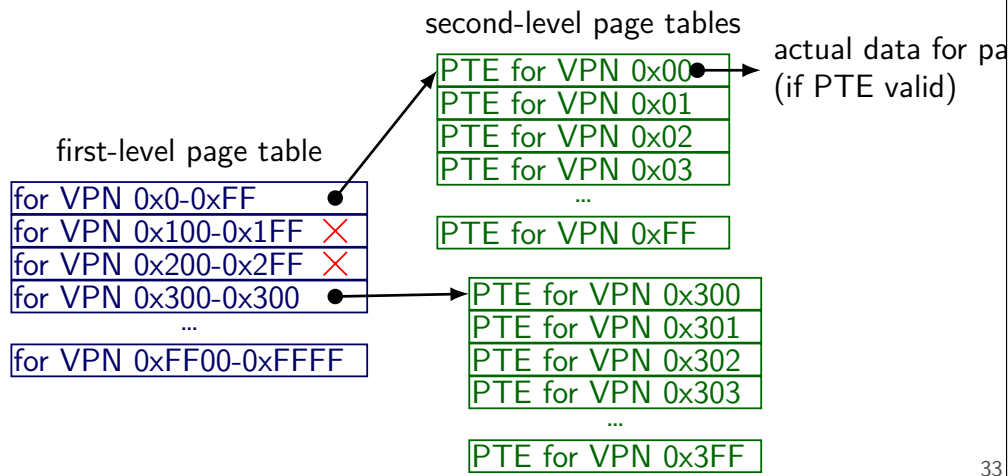 second-level page tables
PTE for VPN 0x00
PTE for VPN 0x01
PTE for VPN 0x02
PTE for VPN 0x03
...
PTE for VPN 0xFF
actual data for pa
(if PTE valid)
first-level page table
for VPN 0x0-0xFF
for VPN 0x100-0x1FF
for VPN 0x200-0x2FF
for VPN 0x300-0x300
...
for VPN 0xFF00-0xFFFF
PTE for VPN 0x300
PTE for VPN 0x301
PTE for VPN 0x302
PTE for VPN 0x303
...
PTE for VPN 0x3FF
33